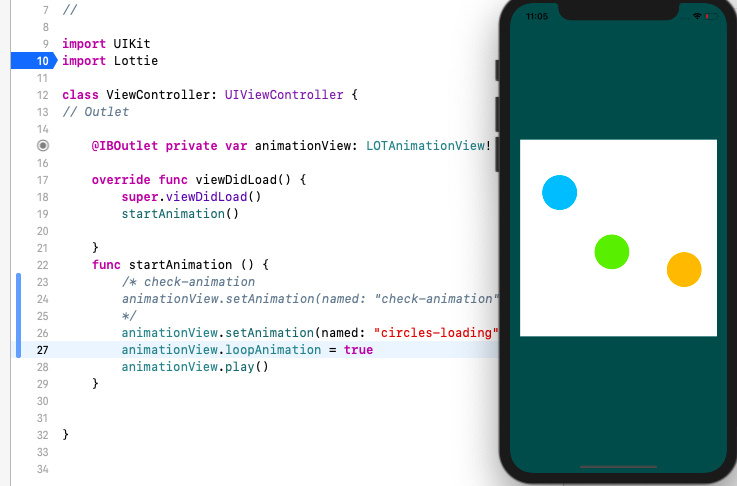 7 //
8
9 import UIKit
10 import Lottie
11
12 class ViewController: UIViewController {
13 // Outlet
14
@IBOutlet private var animationView: LOTAnimationView!
16
17 override func viewDidLoad() {
18 super.viewDidLoad()
19 startAnimation()
20
21 }
22 func startAnimation () {
23 /* check-animation
24 animationView.setAnimation(named: "check-animation"
25 */
26 animationView.setAnimation(named: "circles-loading"
27 animationView.loopAnimation = true
28 animationView.play()
29 }
30
31
32 }
33
34
11:05